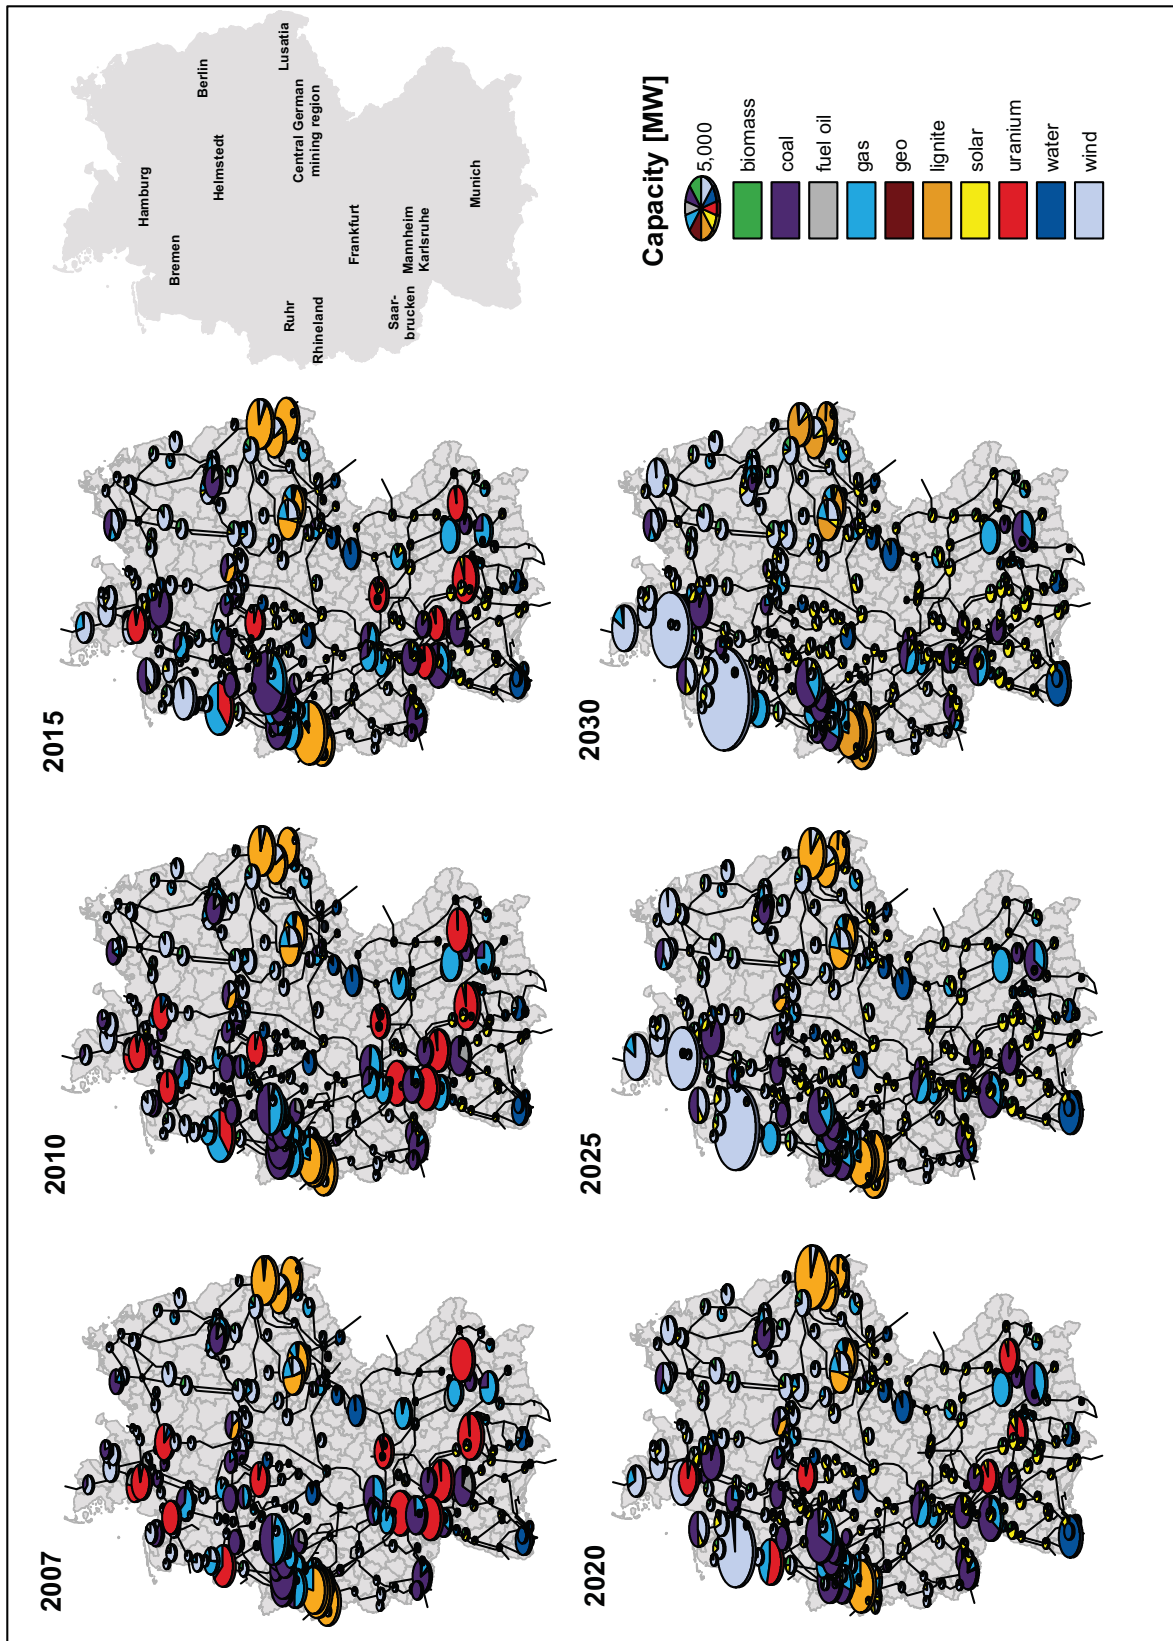 2007
2010
2015
Hamburg
Bremen
Berlin
Helmstedt
Lusatia
Central German
mining region
Ruhr
Rhineland
Frankfurt
Saar-
brucken
Mannheim
Karlsruhe
Munich
2020
2025
2030
Capacity [MW]
5,000
biomass
coal
fuel oil
gas
geo
lignite
solar
uranium
water
wind